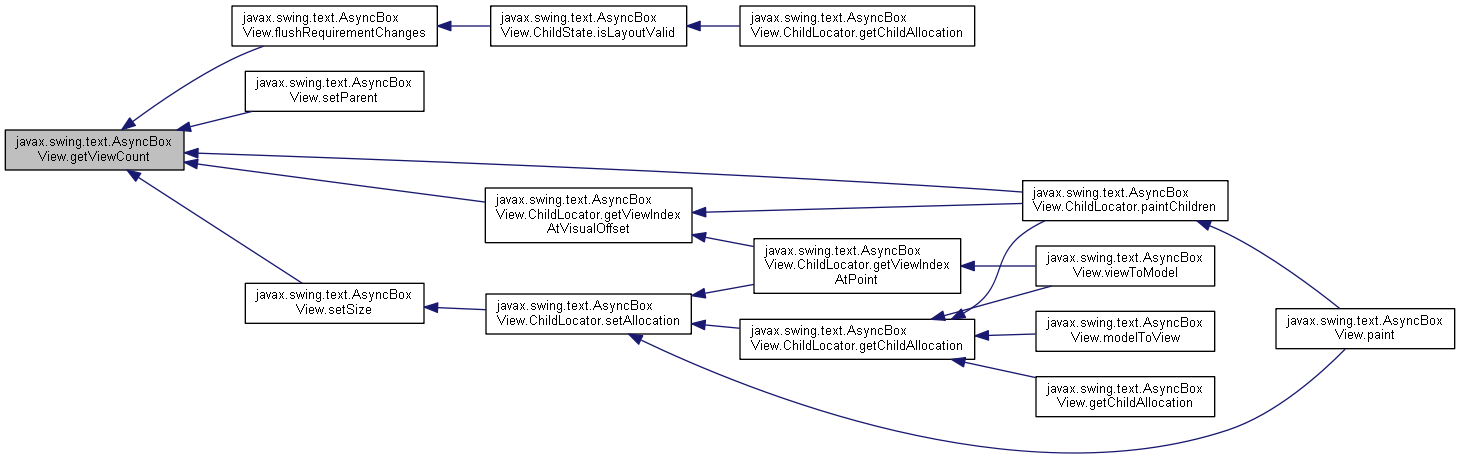 javax.swing.text.AsyncBox
View.flushRequirementChanges
javax.swing.text.AsyncBox
View.ChildState.isLayoutValid
javax.swing.text.AsyncBox
View.ChildLocator.getChildAllocation
javax.swing.text.AsyncBox
View.setParent
javax.swing.text.AsyncBox
View.getViewCount
javax.swing.text.AsyncBox
View.ChildLocator.getViewIndex
AtVisualOffset
javax.swing.text.AsyncBox
View.ChildLocator.paintChildren
javax.swing.text.AsyncBox
View.ChildLocator.getViewIndex
AtPoint
javax.swing.text.AsyncBox
View.viewToModel
javax.swing.text.AsyncBox
View.setSize
javax.swing.text.AsyncBox
View.ChildLocator.setAllocation
javax.swing.text.AsyncBox
View.ChildLocator.getChildAllocation
javax.swing.text.AsyncBox
View.modelToView
javax.swing.text.AsyncBox
View.paint
javax.swing.text.AsyncBox
View.getChildAllocation